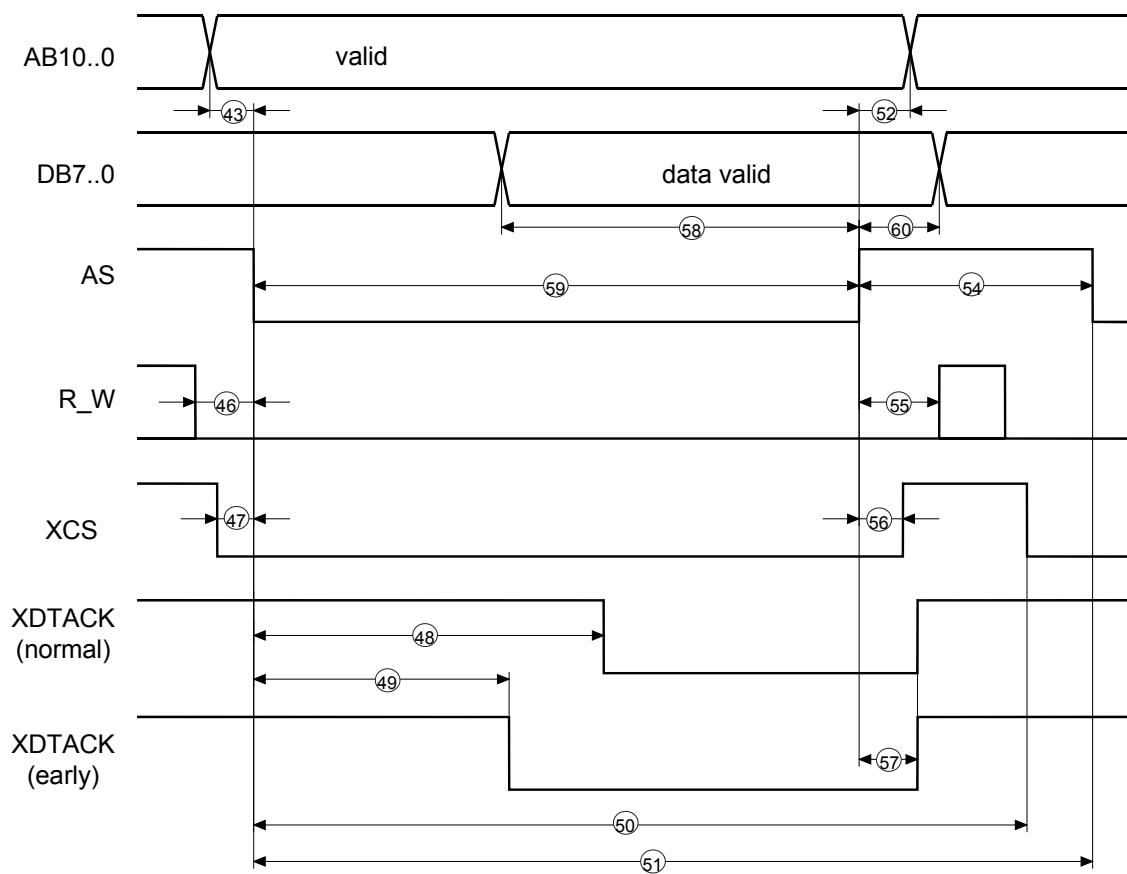 AB10..0
valid
43
52
DB7..0
data valid
58
60
AS
59
54
R_W
46
55
XCS
47
56
XDTACK
(normal)
48
49
XDTACK
(early)
57
50
51